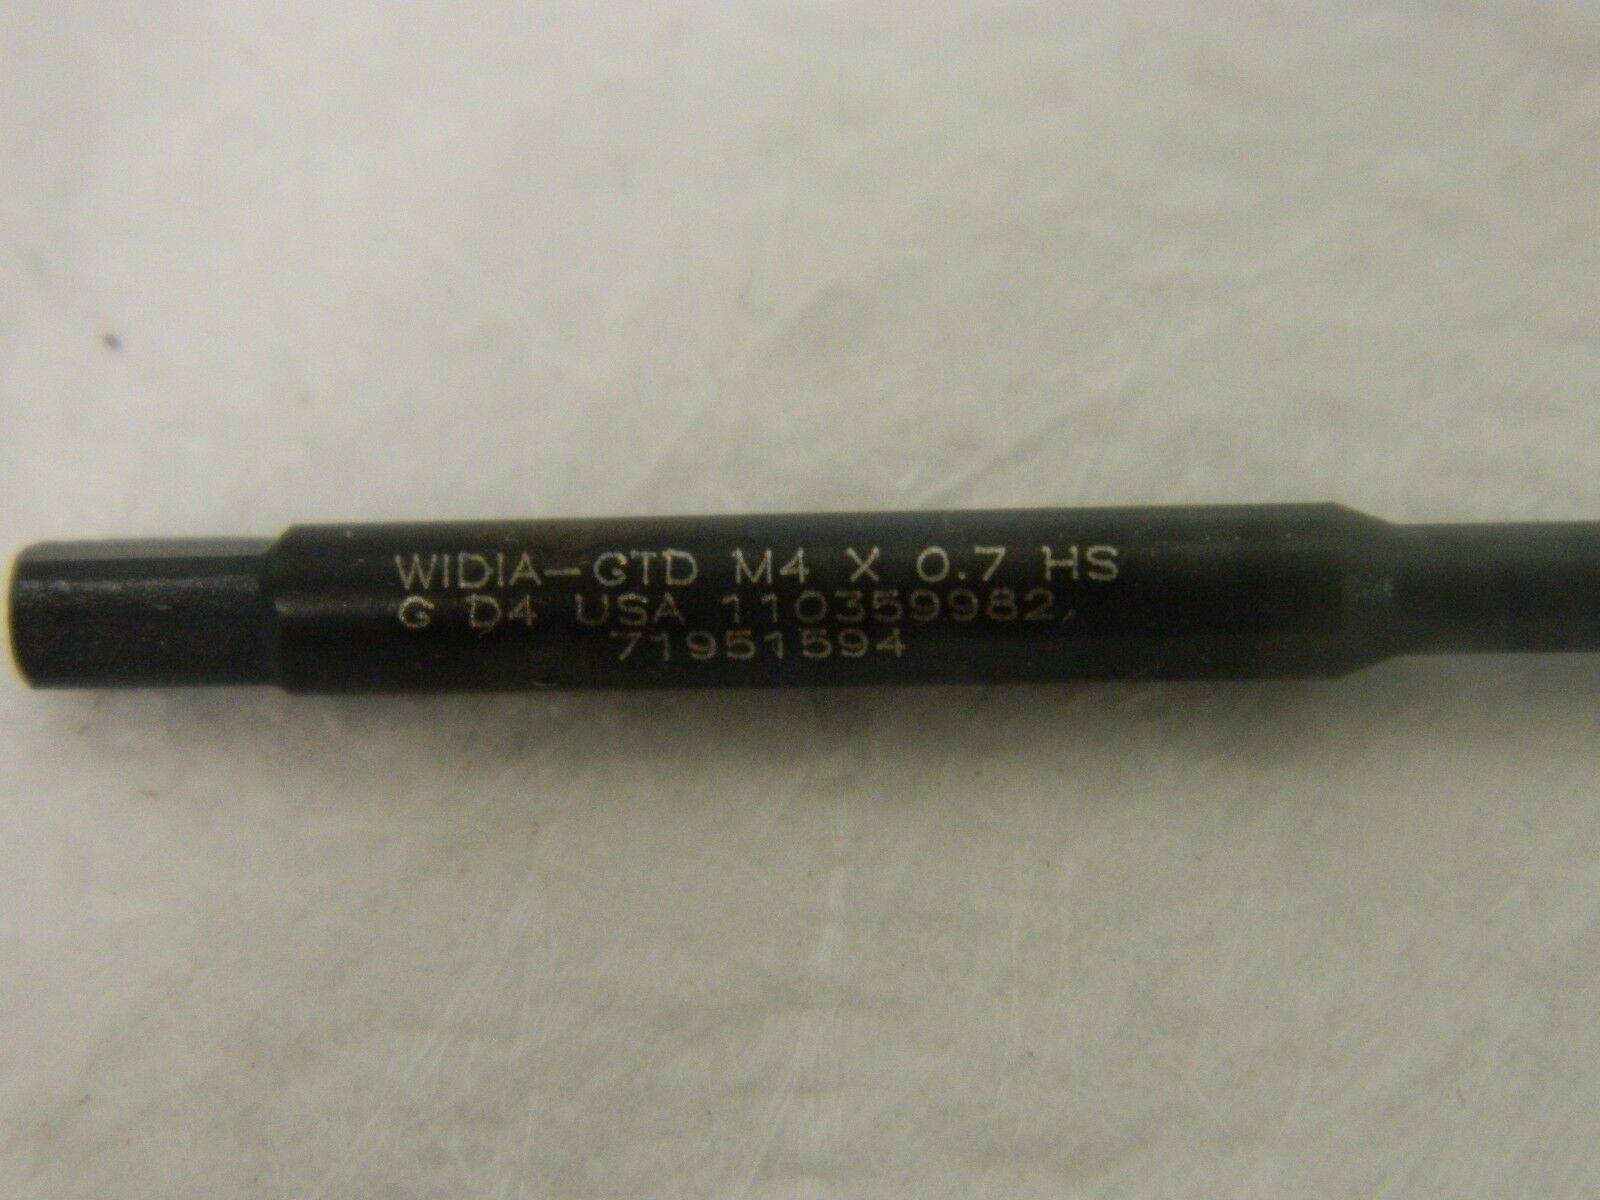 WIDIA-GTD M4 X 0.7 HS
G D4 USA 110359982,
71951594